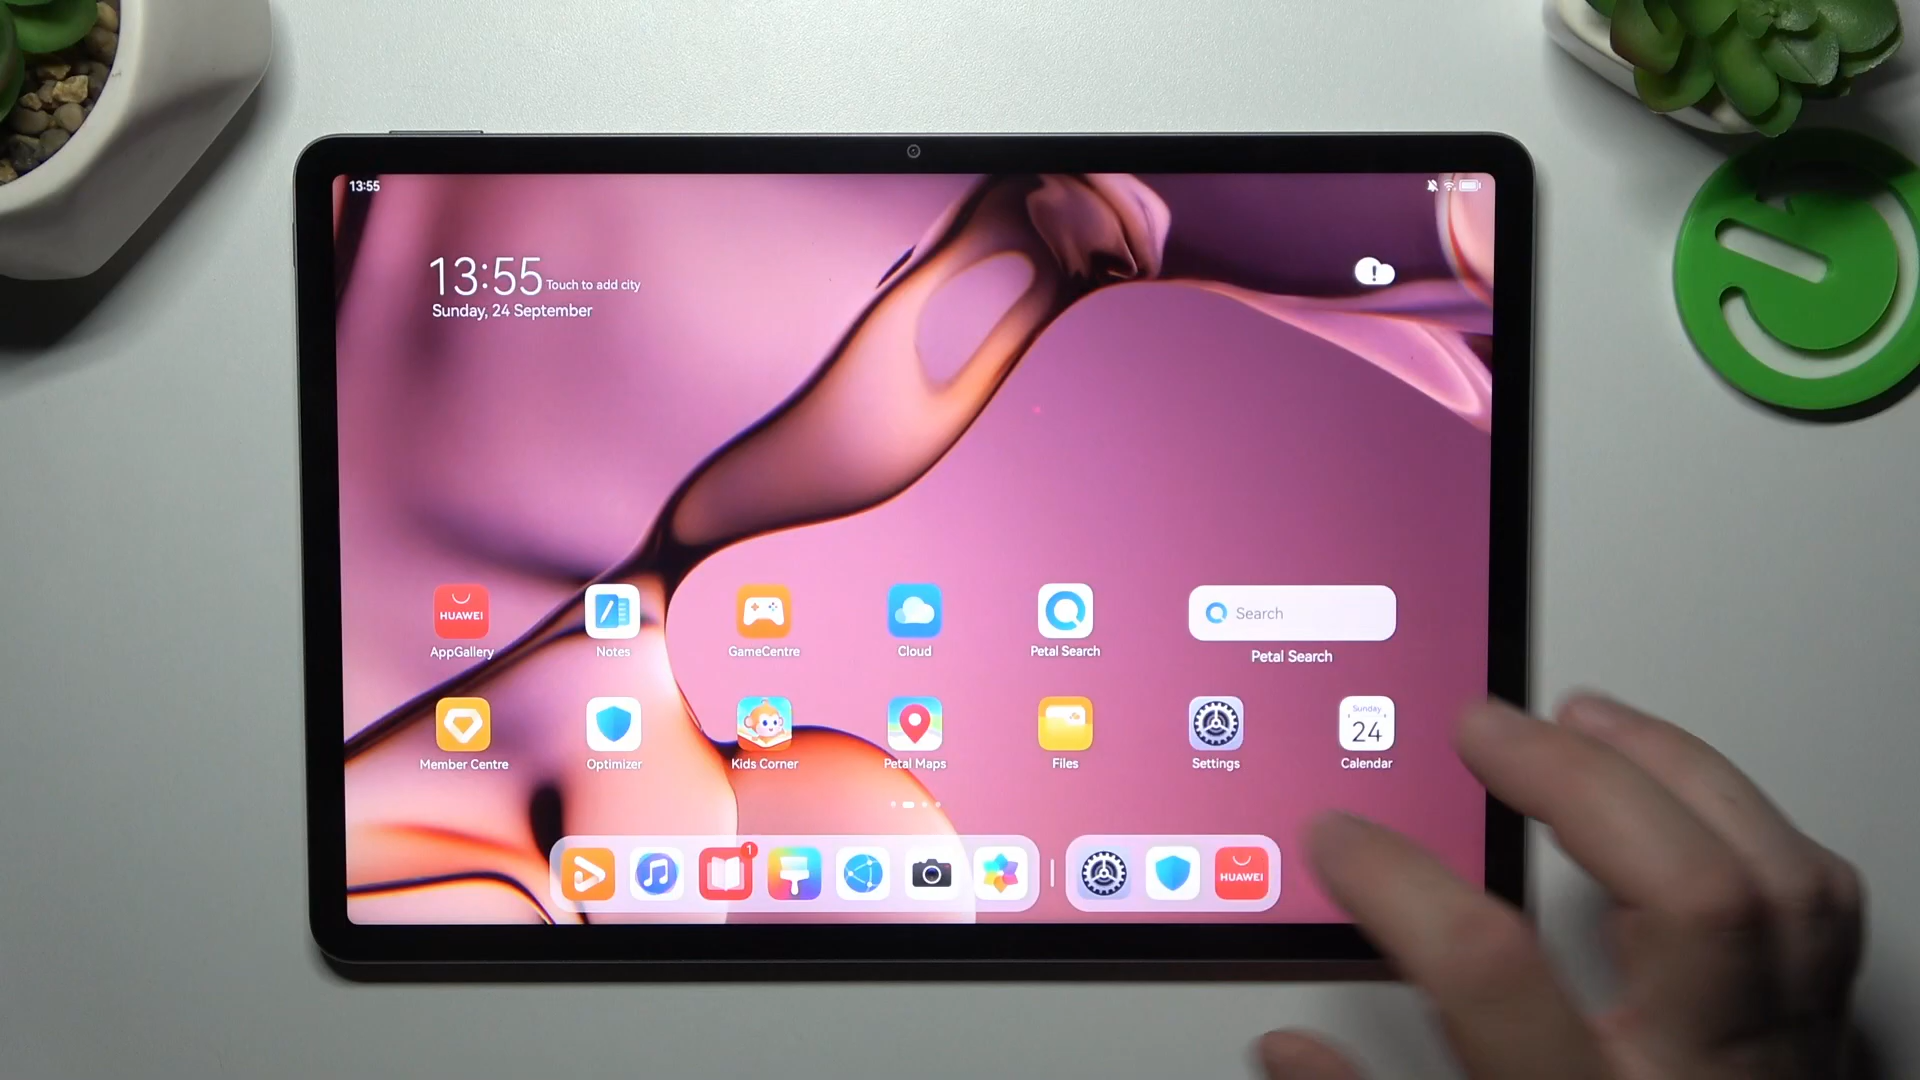 13:55
13:55 Touch to add city
Sunday, 24 September
HUAWEI
AppGallery
Notes
GameCentre
Cloud
Petal Search
Search
Petal Search
Member Centre
Optimizer
Kids Corner
Petal Maps
Files
Settings
Sunday
24
Calendar
1
HUAWEI